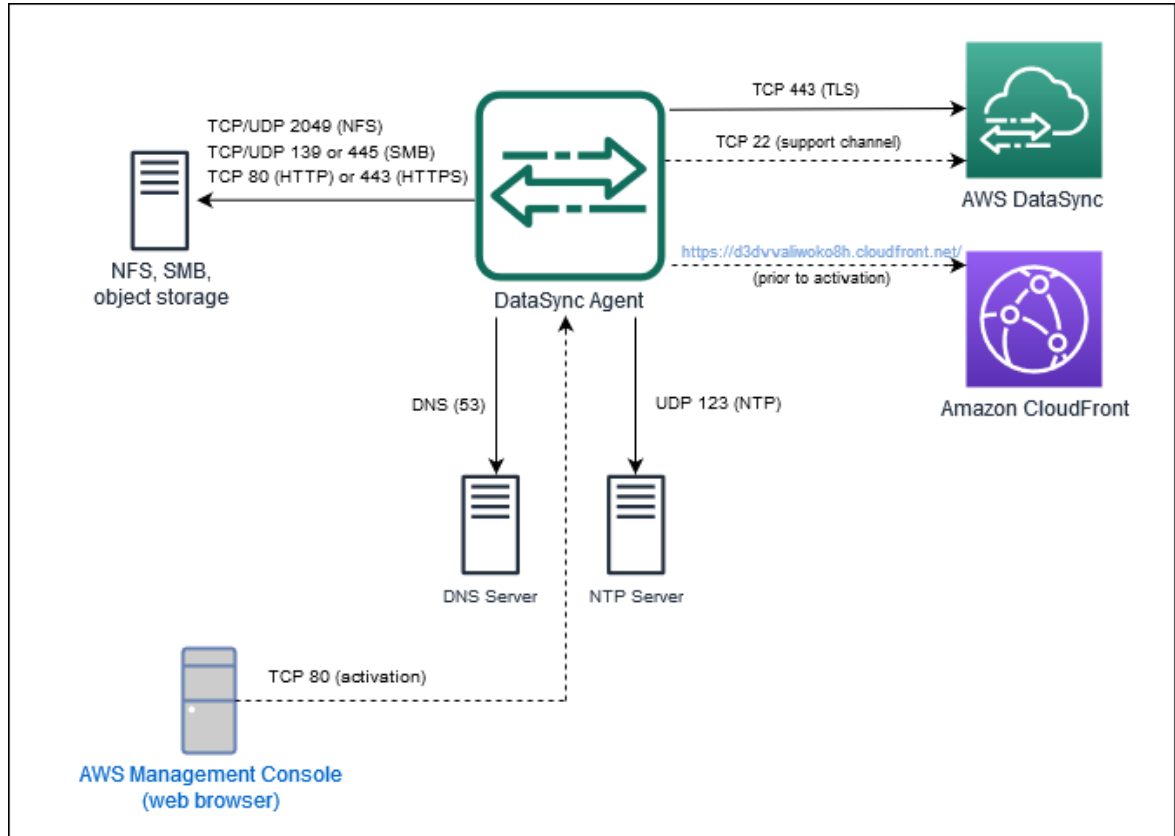 TCP 443 (TLS)
TCP/UDP 2049 (NFS)
TCP/UDP 139 or 445 (SMB)
TCP 80 (HTTP) or 443 (HTTPS)
TCP 22 (support channel)
AWS DataSync
https://d3dvvaliwoko8h.cloudfront.net/
(prior to activation)
NFS, SMB,
object storage
DataSync Agent
Amazon CloudFront
DNS (53)
UDP 123 (NTP)
DNS Server
NTP Server
TCP 80 (activation)
AWS Management Console
(web browser)